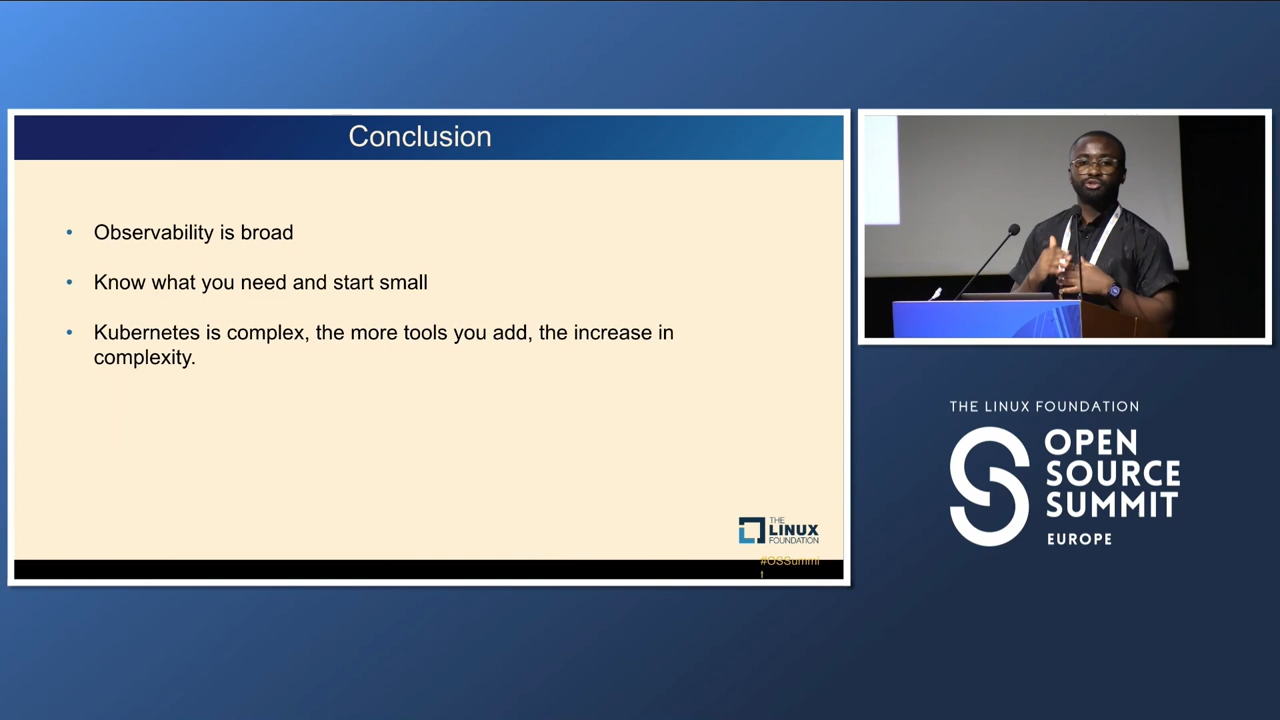 Conclusion
• Observability is broad
• Know what you need and start small
• Kubernetes is complex, the more tools you add, the increase in
complexity.
THE
LINUX
FOUNDATION
#OSSummi
t
THE LINUX FOUNDATION
OPEN
SOURCE
SUMMIT
EUROPE